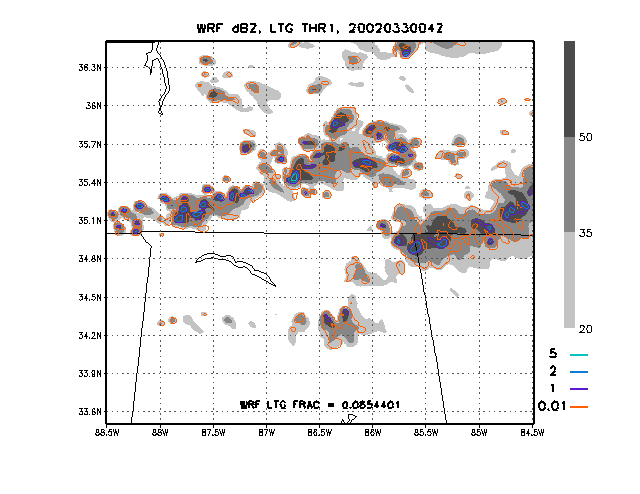 WRF dBZ, LTG THR1, 2002033004Z
36.3N
36N
35.7N
35.4N
35.1N
34.8N
34.5N
34.2N
33.9N
33.6N
88.5W 88W 87.5W 87W 86.5W 86W 85.5W 85W 84.5W
WRF LTG FRAC = 0.0654401
50
35
20
5
2
1
0.01